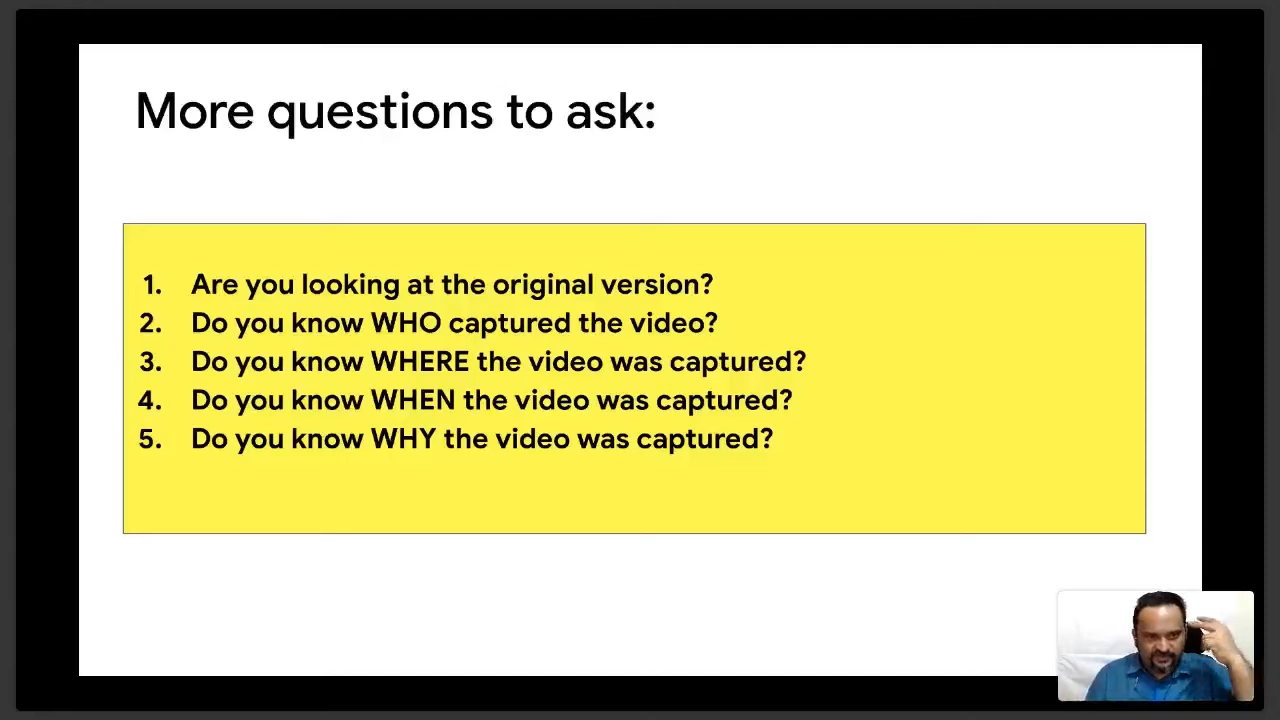 More questions to ask:
1. Are you looking at the original version?
2. Do you know WHO captured the video?
3. Do you know WHERE the video was captured?
4. Do you know WHEN the video was captured?
5. Do you know WHY the video was captured?